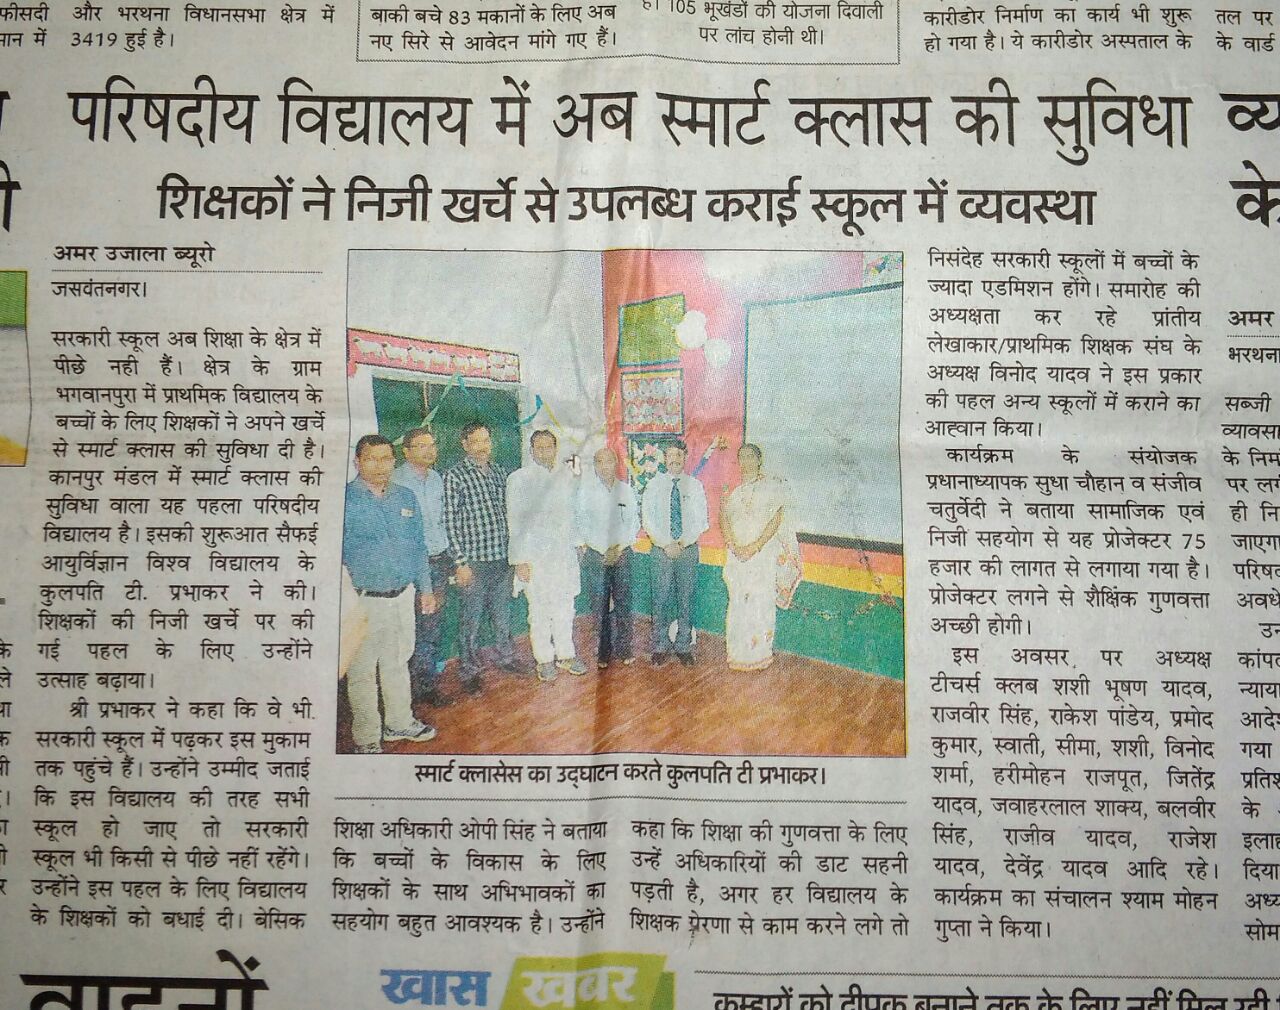 फीसदी
मान में
और भरथना विधानसभा क्षेत्र में
3419 हुई है।
बाकी बचे 83 मकानों के लिए अब
नए सिरे से आवेदन मांगे गए हैं।
105 भूखंडों की योजना दिवाली
पर लांच होनी थी।
कारीडोर निर्माण का कार्य भी शुरू
हो गया है। ये कारीडोर अस्पताल के
तल पर
के वार्ड
परिषदीय विद्यालय में अब स्मार्ट क्लास की सुविधा
शिक्षकों ने निजी खर्चे से उपलब्ध कराई स्कूल में व्यवस्था
अमर उजाला ब्यूरो
जसवंतनगर।
सरकारी स्कूल अब शिक्षा के क्षेत्र में
पीछे नही हैं। क्षेत्र के ग्राम
भगवानपुरा में प्राथमिक विद्यालय के
बच्चों के लिए शिक्षकों ने अपने खर्चे
से स्मार्ट क्लास की सुविधा दी है।
कानपुर मंडल में स्मार्ट क्लास की
सुविधा वाला यह पहला परिषदीय
विद्यालय है। इसकी शुरूआत सैफई
आयुर्विज्ञान विश्व विद्यालय के
कुलपति टी. प्रभाकर ने की।
शिक्षकों की निजी खर्चे पर की
गई पहल के लिए उन्होंने
उत्साह बढ़ाया।
श्री प्रभाकर ने कहा कि वे भी
सरकारी स्कूल में पढ़कर इस मुकाम
तक पहुंचे हैं। उन्होंने उम्मीद जताई
कि इस विद्यालय की तरह सभी
स्कूल हो जाए तो सरकारी
स्कूल भी किसी से पीछे नहीं रहेंगे।
उन्होंने इस पहल के लिए विद्यालय
के शिक्षकों को बधाई दी। बेसिक
स्मार्ट क्लासेस का उद्घाटन करते कुलपति टी प्रभाकर।
शिक्षा अधिकारी ओपी सिंह ने बताया
कि बच्चों के विकास के लिए
शिक्षकों के साथ अभिभावकों का
सहयोग बहुत आवश्यक है। उन्होंने
कहा कि शिक्षा की गुणवत्ता के लिए
उन्हें अधिकारियों की डाट सहनी
पड़ती है, अगर हर विद्यालय के
शिक्षक प्रेरणा से काम करने लगे तो
निसंदेह सरकारी स्कूलों में बच्चों के
ज्यादा एडमिशन होंगे। समारोह की
अध्यक्षता कर रहे प्रांतीय
लेखाकार/प्राथमिक शिक्षक संघ के
अध्यक्ष विनोद यादव ने इस प्रकार
की पहल अन्य स्कूलों में कराने का
आह्वान किया।
कार्यक्रम के संयोजक
प्रधानाध्यापक सुधा चौहान व संजीव
चतुर्वेदी ने बताया सामाजिक एवं
निजी सहयोग से यह प्रोजेक्टर 75
हजार की लागत से लगाया गया है।
प्रोजेक्टर लगने से शैक्षिंक गुणवत्ता
अच्छी होगी।
इस अवसर पर अध्यक्ष
टीचर्स क्लब शशी भूषण यादव,
राजवीर सिंह, राकेश पांडेय, प्रमोद
कुमार, स्वाती, सीमा, शशी, विनोद
शर्मा, हरीमोहन राजपूत, जितेंद्र
यादव, जवाहरलाल शाक्य, बलवीर
सिंह, राजीव यादव, राजेश
यादव, देवेंद्र यादव आदि रहे।
कार्यक्रम का संचालन श्याम मोहन
गुप्ता ने किया।
अमर
भरथना
सब्जी
व्यावसा
के निम
पर लग
ही नि
जाएगा
परिषद
अवधे
उन
कांपल
न्याया
आदेश
गया
प्रतिश
के
इलाह
दिया
अध्य
सोम
खास खबर